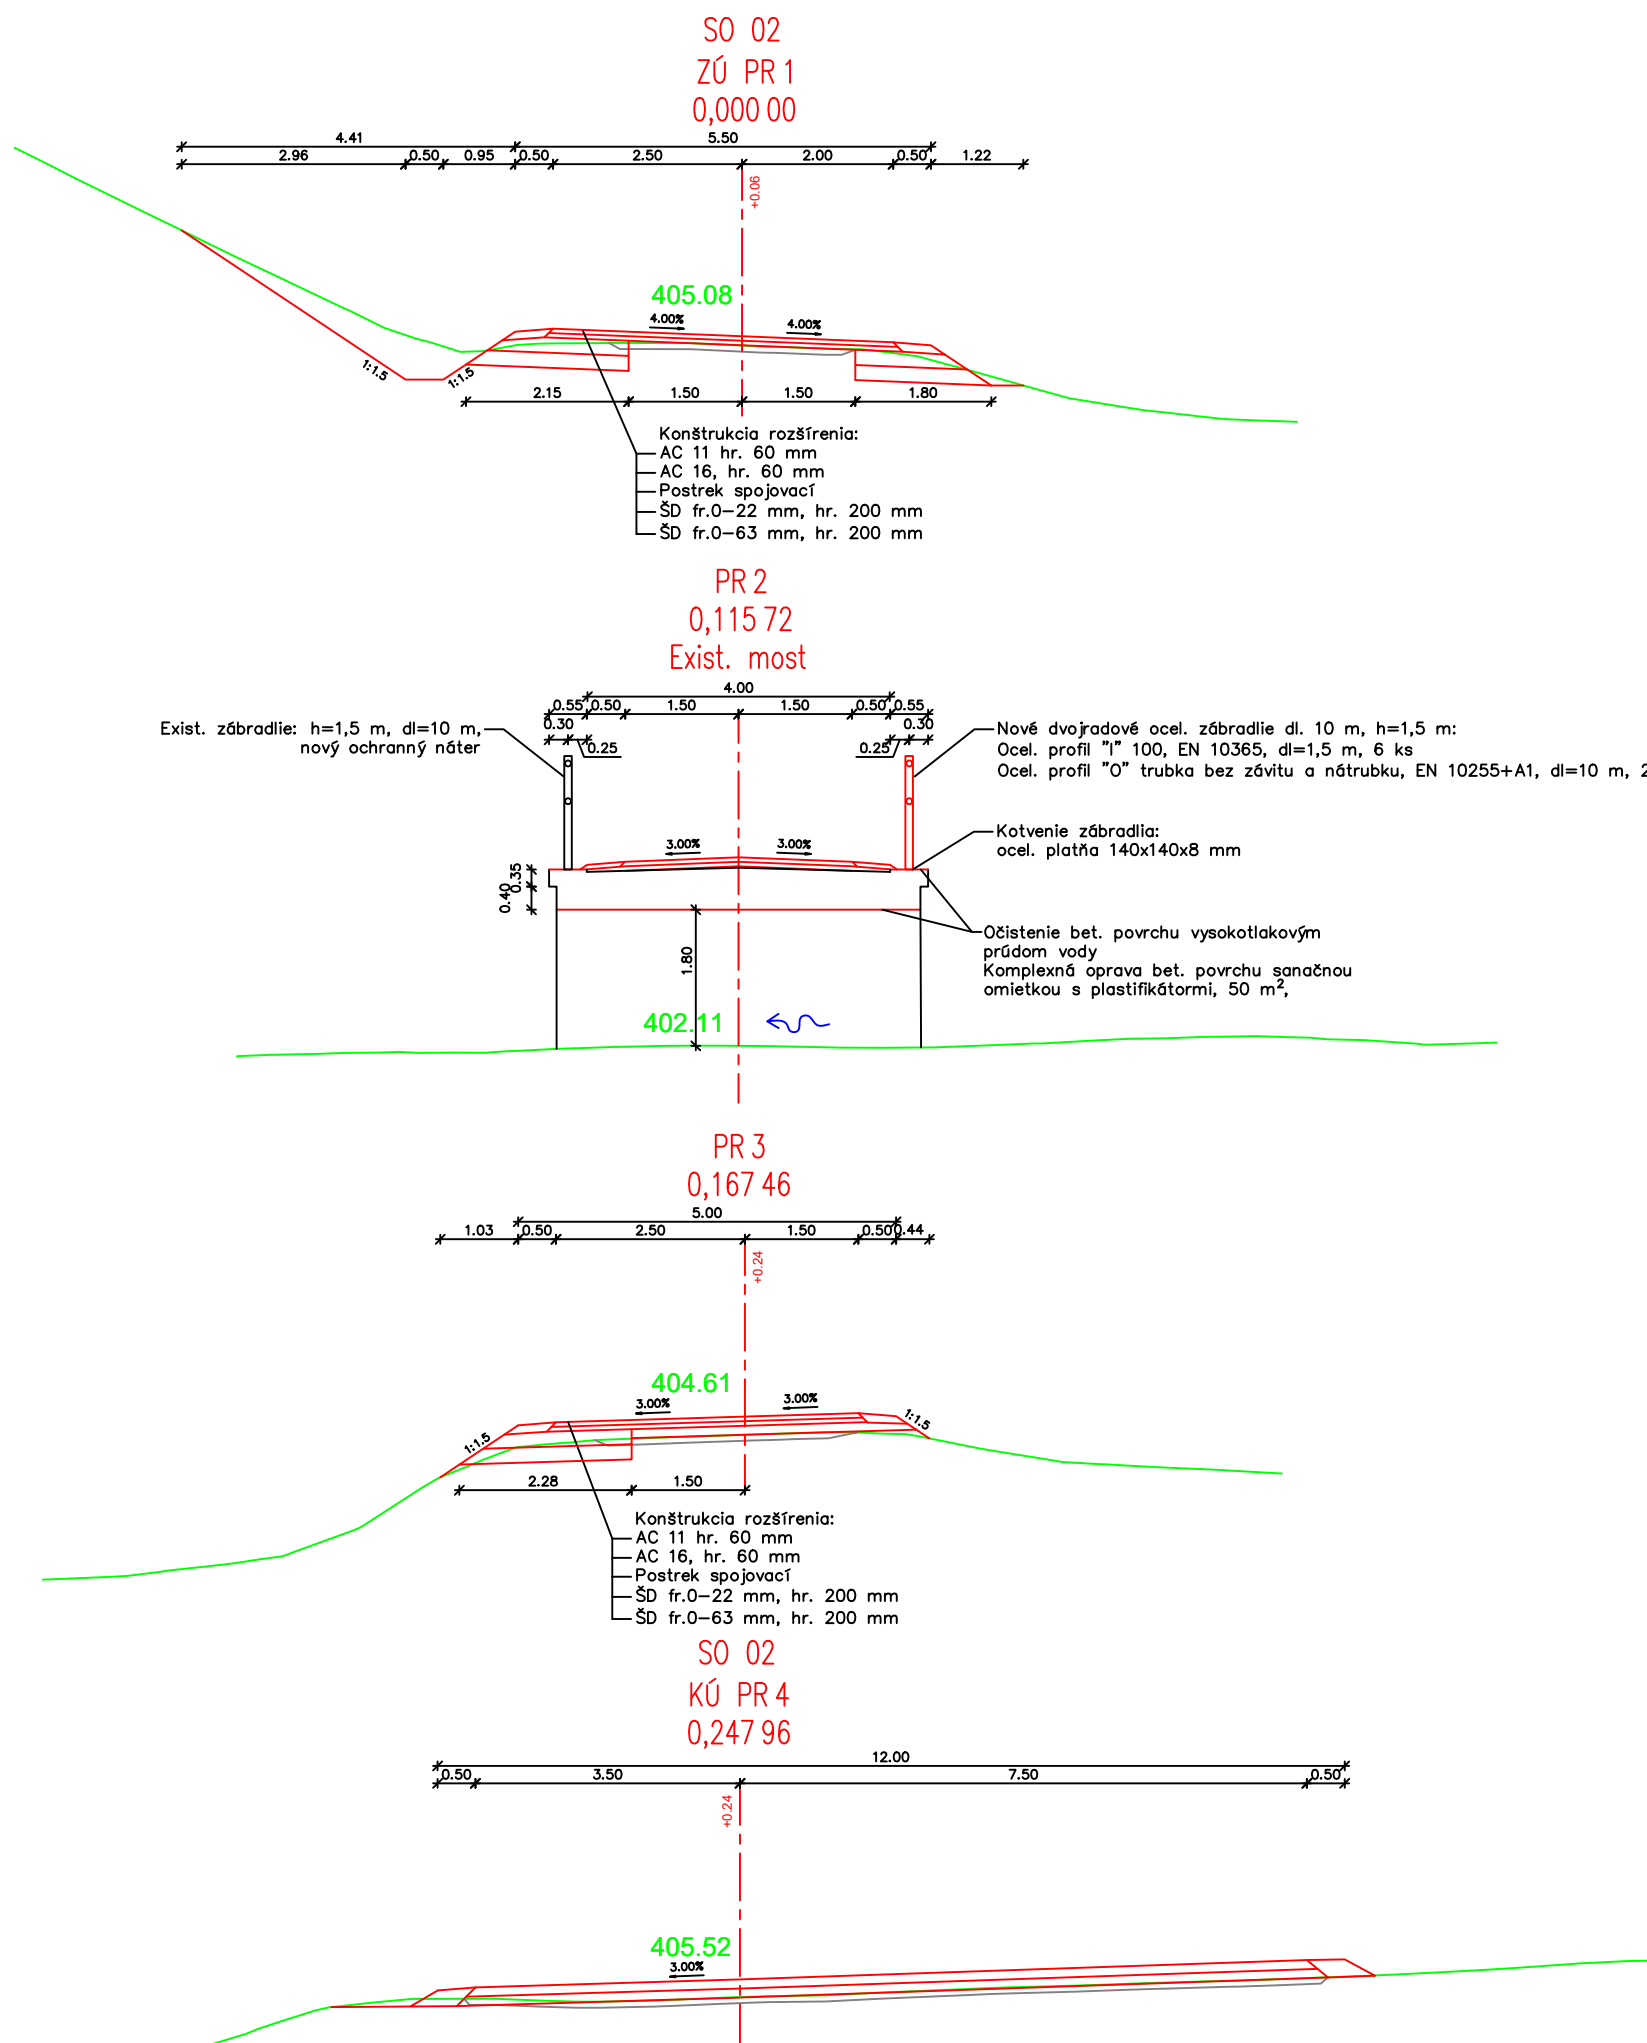 SO 02
ZÚ PR 1
0,000 00
4.41 5.50
2.96 0.50 0.95 0.50 2.50 2.00 0.50 1.22
+0.06
405.08
4.00% 4.00%
1:1.5 1:1.5
2.15 1.50 1.50 1.80
Konštrukcia rozšírenia:
AC 11 hr. 60 mm
AC 16, hr. 60 mm
Postrek spojovací
ŠD fr.0-22 mm, hr. 200 mm
ŠD fr.0-63 mm, hr. 200 mm
PR 2
0,115 72
Exist. most
4.00
0.55 0.50 1.50 1.50 0.50 0.55
0.30 0.30
0.25 0.25
Exist. zábradlie: h=1,5 m, dl=10 m,
nový ochranný náter
Nové dvojradové ocel. zábradlie dl. 10 m, h=1,5 m:
Ocel. profil "I" 100, EN 10365, dl=1,5 m, 6 ks
Ocel. profil "O" trubka bez závitu a nátrubku, EN 10255+A1, dl=10 m, 2
Kotvenie zábradlia:
ocel. platňa 140x140x8 mm
3.00% 3.00%
0.35
0.40
1.80
Očistenie bet. povrchu vysokotlakovým
prúdom vody
Komplexná oprava bet. povrchu sanačnou
omietkou s plastifikátormi, 50 m²,
402.11
PR 3
0,167 46
5.00
1.03 0.50 2.50 1.50 0.50 0.44
+0.24
404.61
3.00% 3.00%
1:1.5 1:1.5
2.28 1.50
Konštrukcia rozšírenia:
AC 11 hr. 60 mm
AC 16, hr. 60 mm
Postrek spojovací
ŠD fr.0-22 mm, hr. 200 mm
ŠD fr.0-63 mm, hr. 200 mm
SO 02
KÚ PR 4
0,247 96
12.00
0.50 3.50 7.50 0.50
+0.24
405.52
3.00%